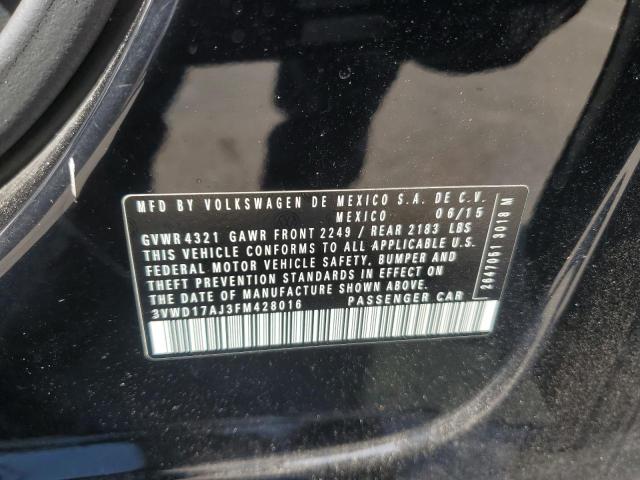 MFD BY VOLKSWAGEN DE MEXICO S.A. DE C.V.
MEXICO 06/15
GVWR 4321 GAWR FRONT 2249 / REAR 2183 LBS
THIS VEHICLE CONFORMS TO ALL APPLICABLE U.S.
FEDERAL MOTOR VEHICLE SAFETY, BUMPER AND
THEFT PREVENTION STANDARDS IN EFFECT ON
THE DATE OF MANUFACTURE SHOWN ABOVE.
3VWD17AJ3FM428016 PASSENGER CAR
2647051 3018 M